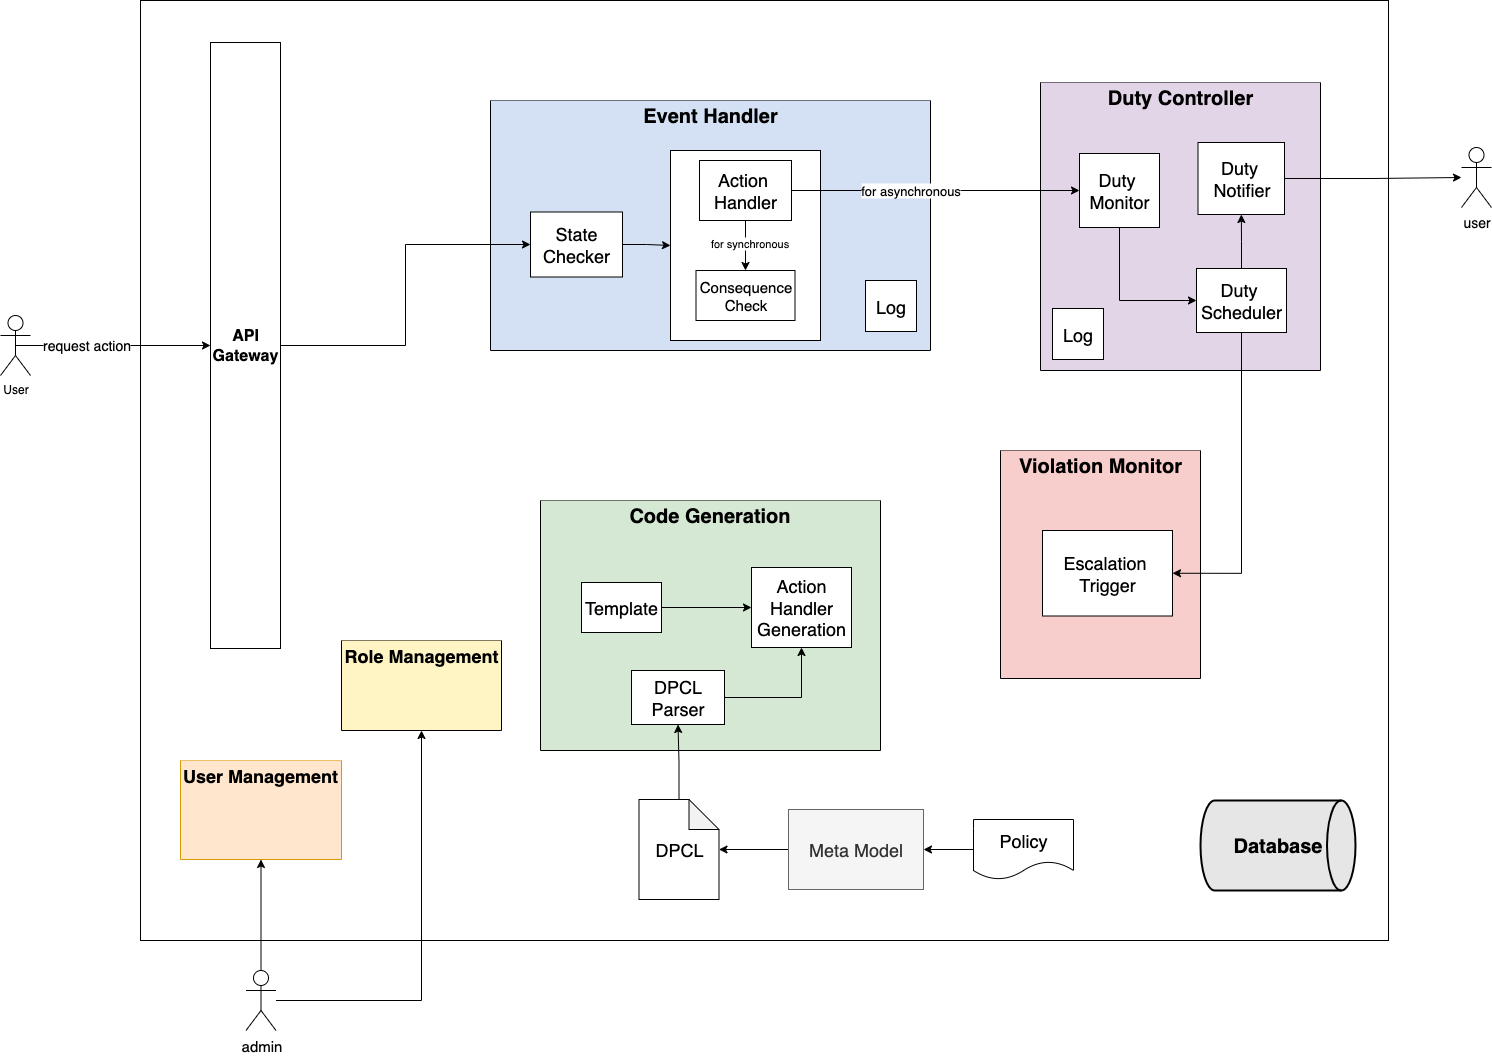 Event Handler
Action
Handler
for synchronous
Consequence
Check
State
Checker
Log
for asynchronous
Duty Controller
Duty
Monitor
Duty
Notifier
Duty
Scheduler
Log
user
request action
User
API
Gateway
Violation Monitor
Escalation
Trigger
Code Generation
Template
Action
Handler
Generation
DPCL
Parser
Role Management
User Management
DPCL
Meta Model
Policy
Database
admin